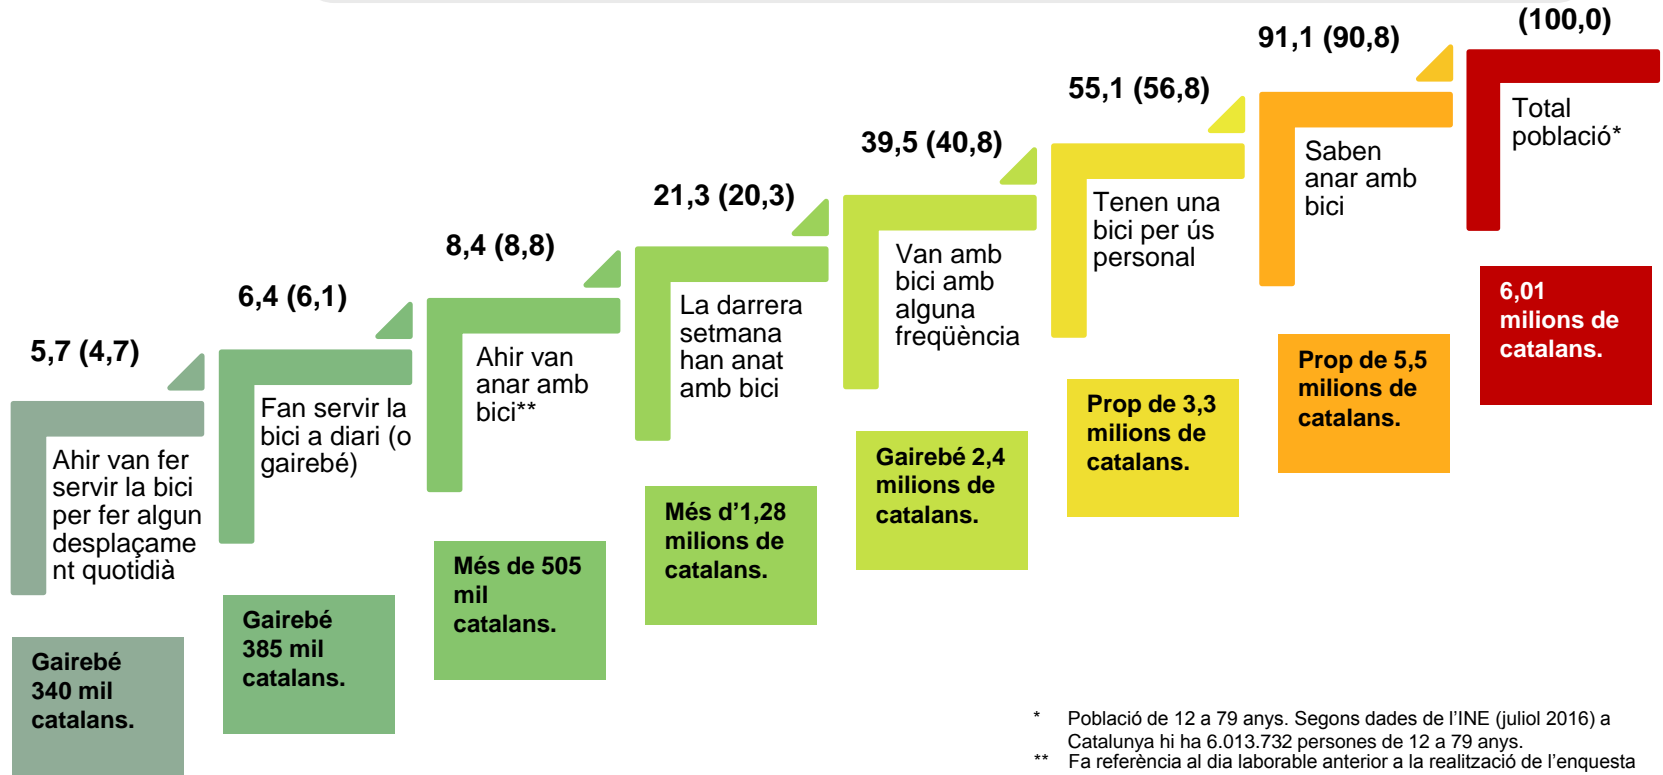 5,7 (4,7)
Ahir van fer
servir la bici
per fer algun
desplaçame
nt quotidià
Gairebé
340 mil
catalans.
6,4 (6,1)
Fan servir la
bici a diari (o
gairebé)
Gairebé
385 mil
catalans.
8,4 (8,8)
Ahir van
anar amb
bici**
Més de 505
mil
catalans.
21,3 (20,3)
La darrera
setmana
han anat
amb bici
Més d’1,28
milions de
catalans.
39,5 (40,8)
Van amb
bici amb
alguna
freqüència
Gairebé 2,4
milions de
catalans.
55,1 (56,8)
Tenen una
bici per ús
personal
Prop de 3,3
milions de
catalans.
91,1 (90,8)
Saben
anar amb
bici
Prop de 5,5
milions de
catalans.
(100,0)
Total
població*
6,01
milions de
catalans.
* Població de 12 a 79 anys. Segons dades de l’INE (juliol 2016) a
Catalunya hi ha 6.013.732 persones de 12 a 79 anys.
** Fa referència al dia laborable anterior a la realització de l’enquesta